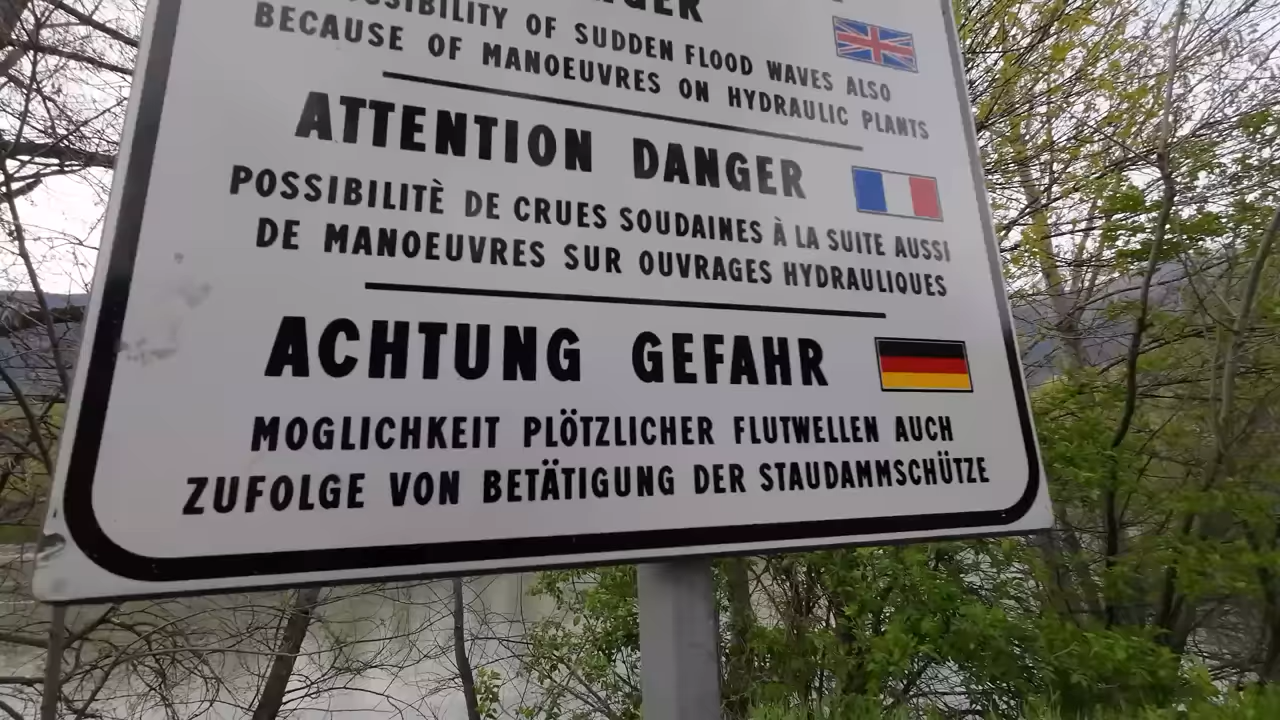 POSSIBILITY OF SUDDEN FLOOD WAVES ALSO
BECAUSE OF MANOEUVRES ON HYDRAULIC PLANTS
ATTENTION DANGER
POSSIBILITÈ DE CRUES SOUDAINES À LA SUITE AUSSI
DE MANOEUVRES SUR OUVRAGES HYDRAULIQUES
ACHTUNG GEFAHR
MOGLICHKEIT PLÖTZLICHER FLUTWELLEN AUCH
ZUFOLGE VON BETÄTIGUNG DER STAUDAMMSCHÜTZE